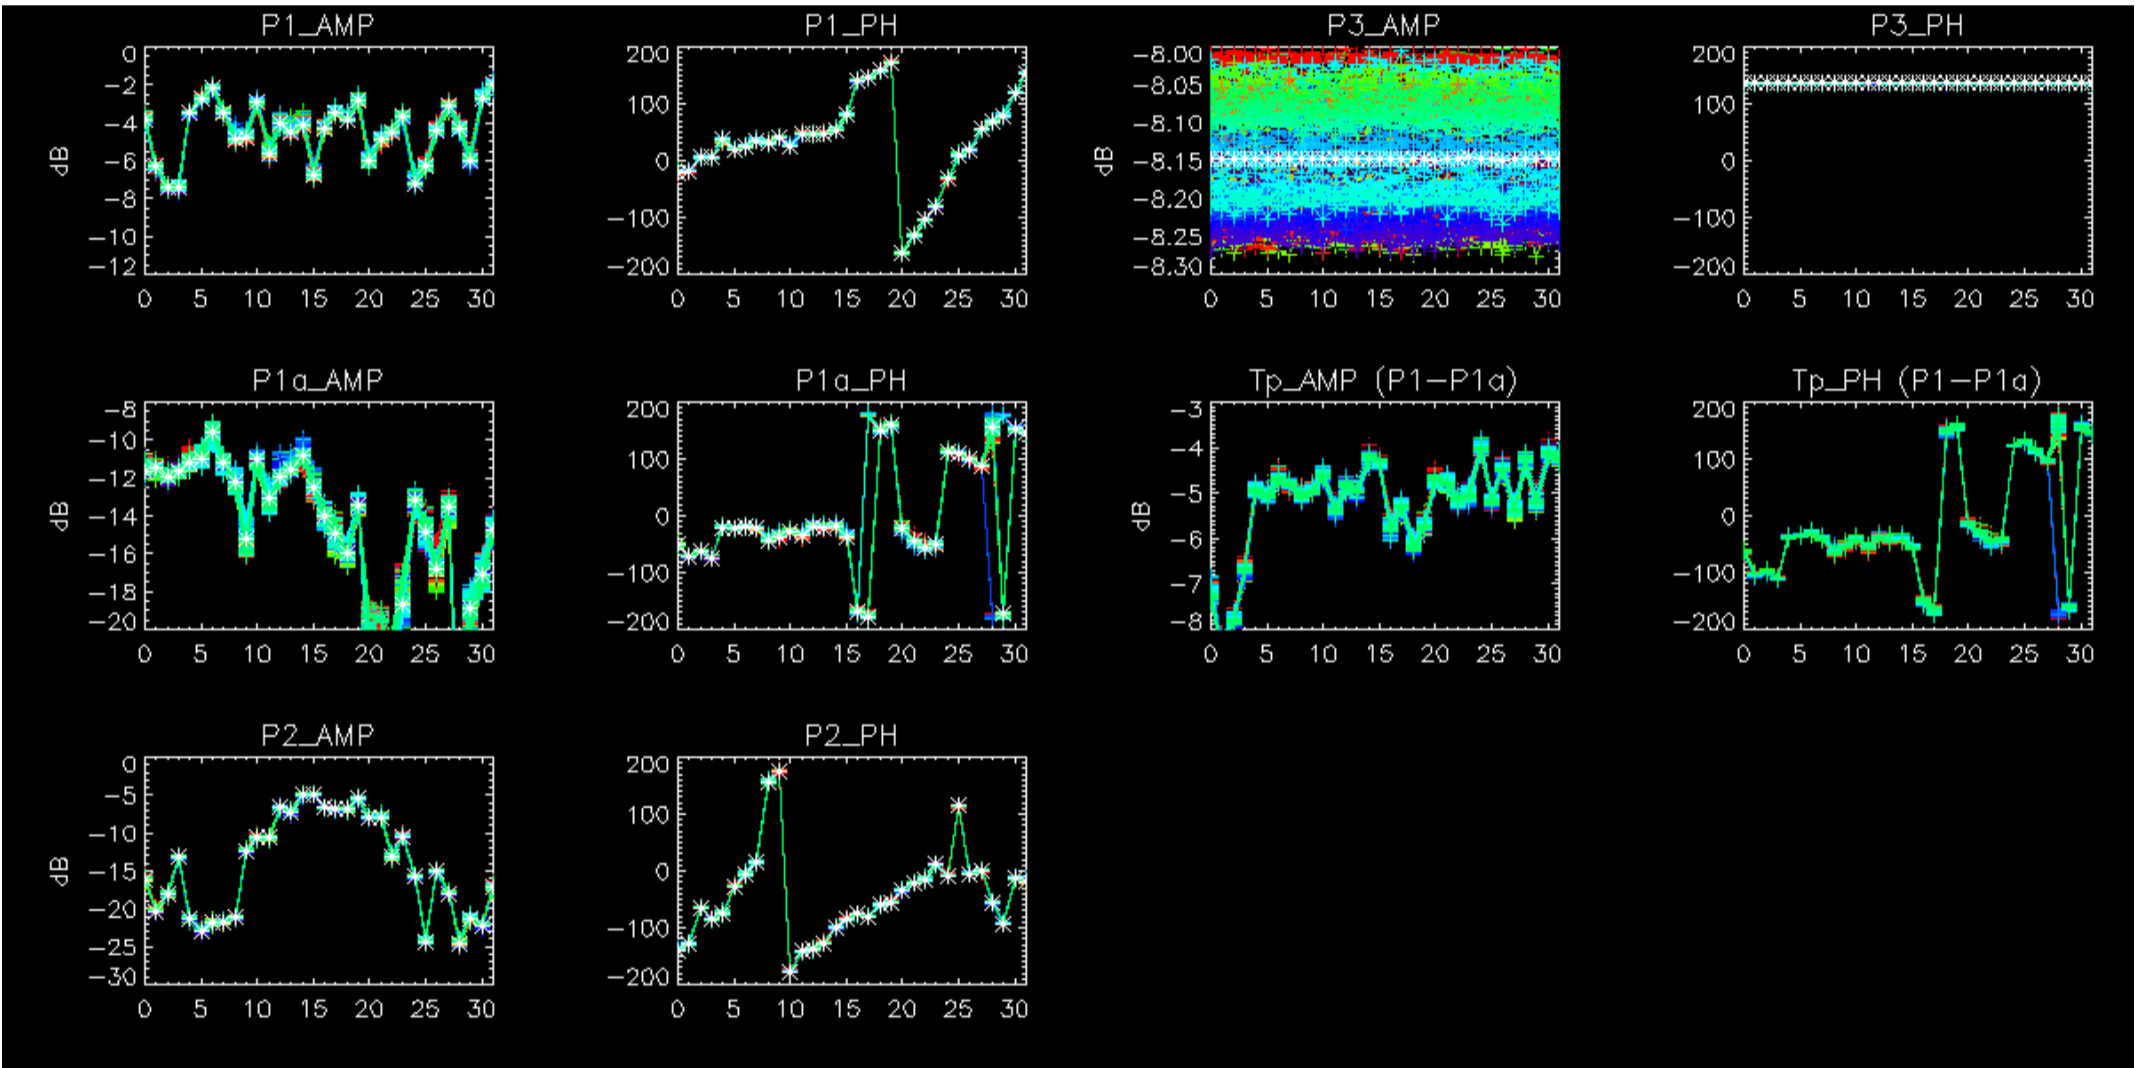 P1_AMP
P1_PH
P3_AMP
P3_PH
dB
0
-2
-4
-6
-8
-10
-12
0 5 10 15 20 25 30
200
100
0
-100
-200
0 5 10 15 20 25 30
dB
-8.00
-8.05
-8.10
-8.15
-8.20
-8.25
-8.30
0 5 10 15 20 25 30
200
100
0
-100
-200
0 5 10 15 20 25 30
P1a_AMP
P1a_PH
Tp_AMP (P1-P1a)
Tp_PH (P1-P1a)
dB
-8
-10
-12
-14
-16
-18
-20
0 5 10 15 20 25 30
200
100
0
-100
-200
0 5 10 15 20 25 30
dB
-3
-4
-5
-6
-7
-8
0 5 10 15 20 25 30
200
100
0
-100
-200
0 5 10 15 20 25 30
P2_AMP
P2_PH
dB
0
-5
-10
-15
-20
-25
-30
0 5 10 15 20 25 30
200
100
0
-100
-200
0 5 10 15 20 25 30